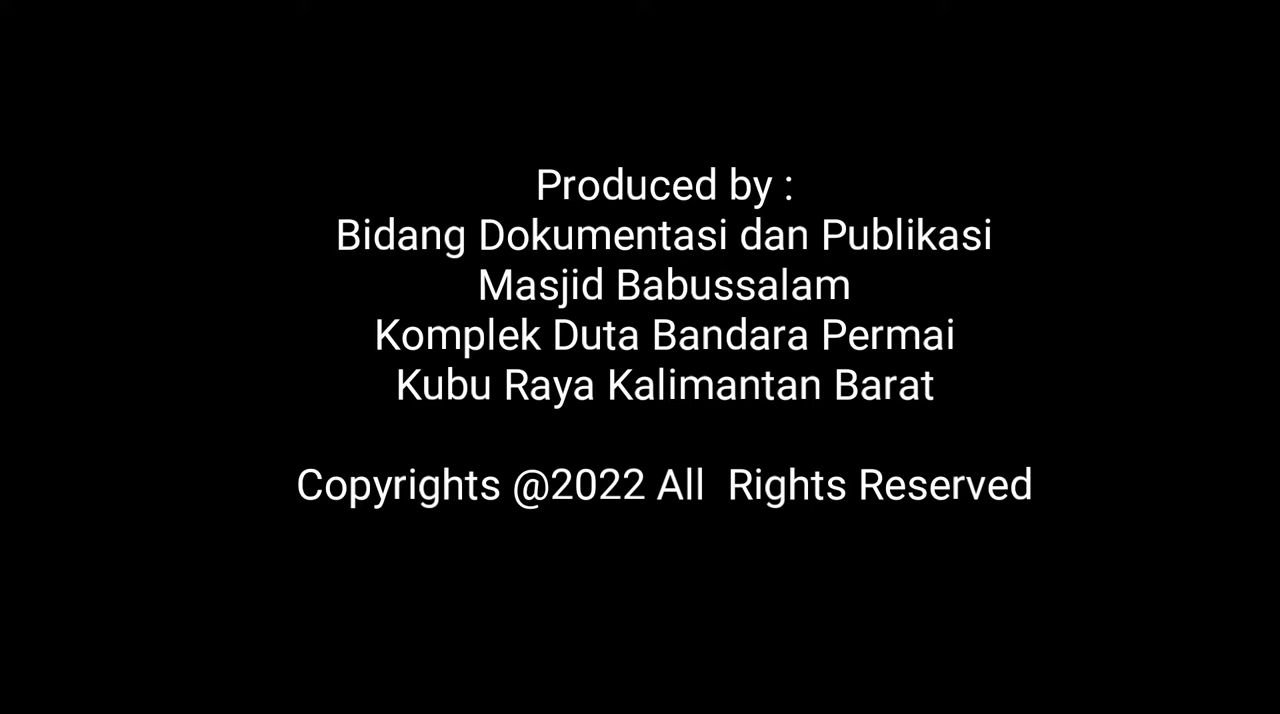 Produced by :
Bidang Dokumentasi dan Publikasi
Masjid Babussalam
Komplek Duta Bandara Permai
Kubu Raya Kalimantan Barat
Copyrights @2022 All  Rights Reserved